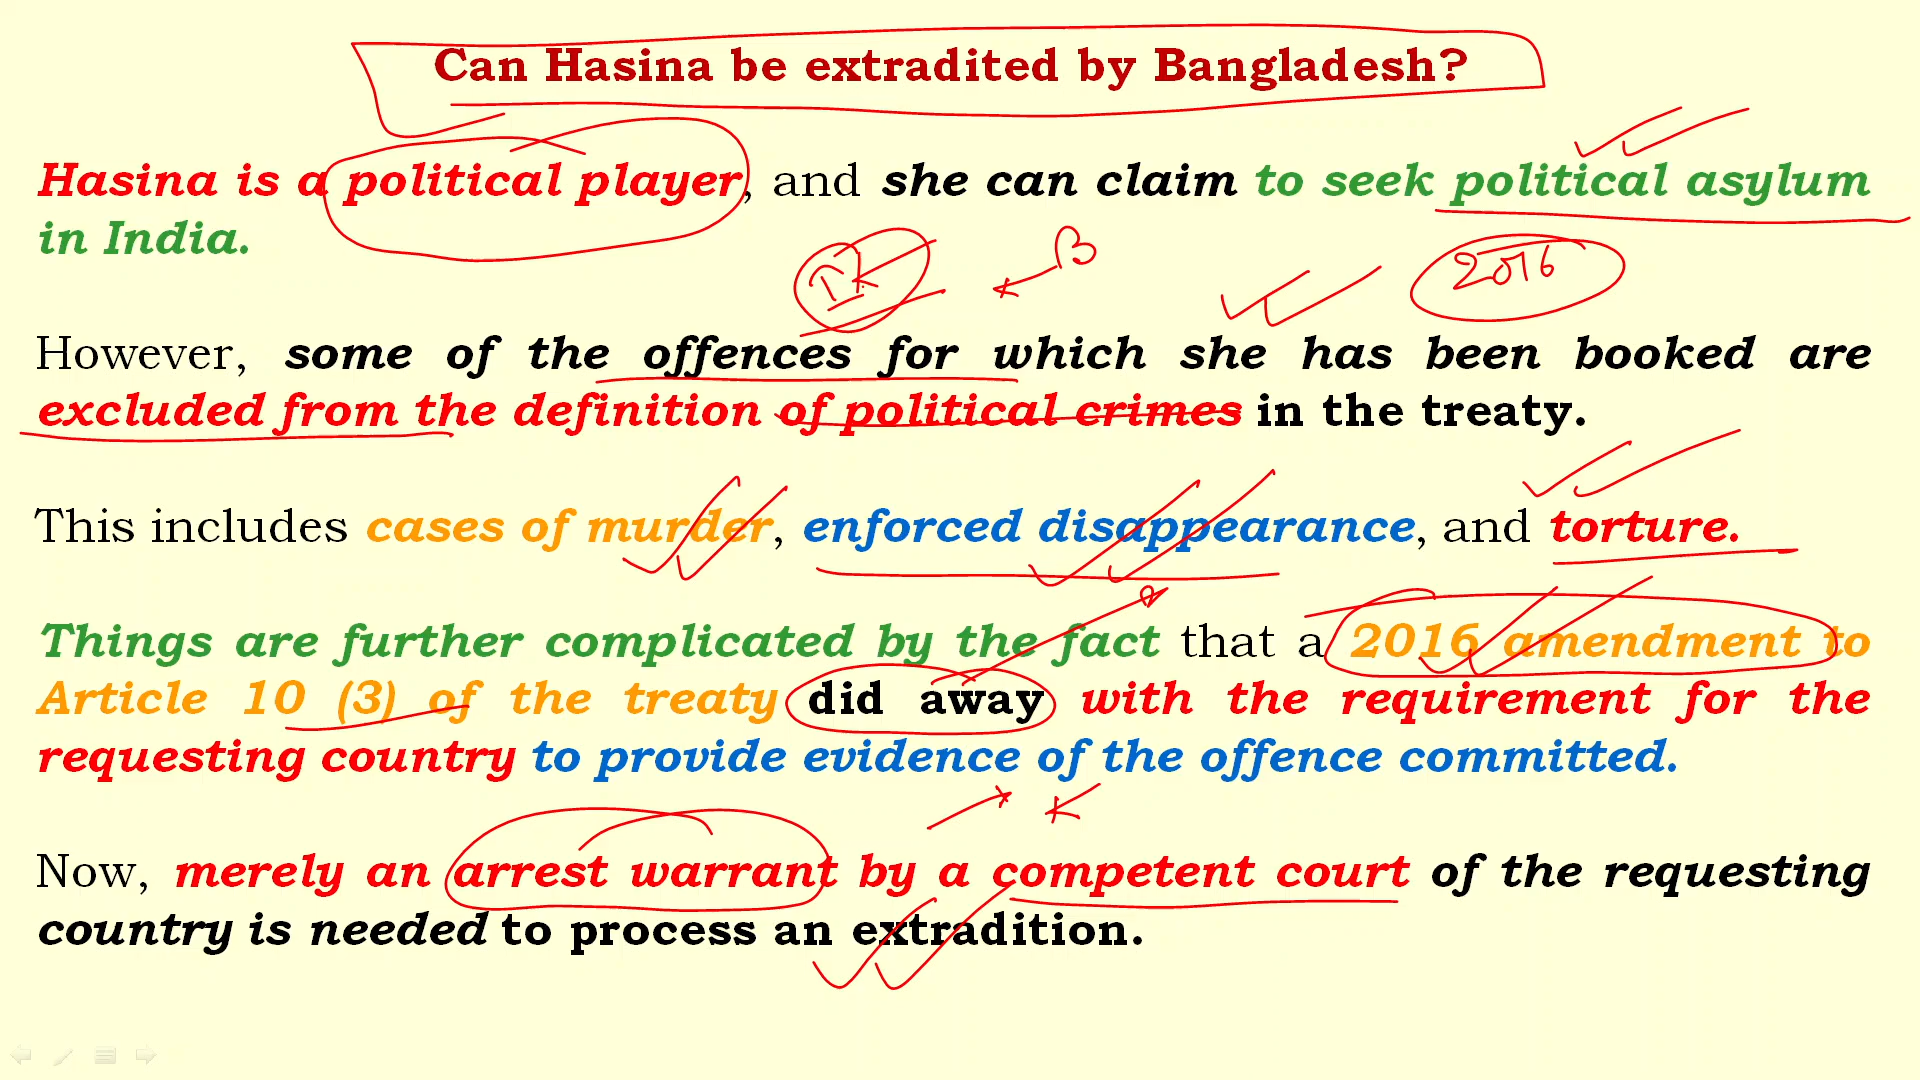 Can Hasina be extradited by Bangladesh?
Hasina is a political player, and she can claim to seek political asylum
in India.
B
2016
However, some of the offences for which she has been booked are
excluded from the definition of political crimes in the treaty.
This includes cases of murder, enforced disappearance, and torture.
Things are further complicated by the fact that a 2016 amendment to
Article 10 (3) of the treaty did away with the requirement for the
requesting country to provide evidence of the offence committed.
Now, merely an arrest warrant by a competent court of the requesting
country is needed to process an extradition.